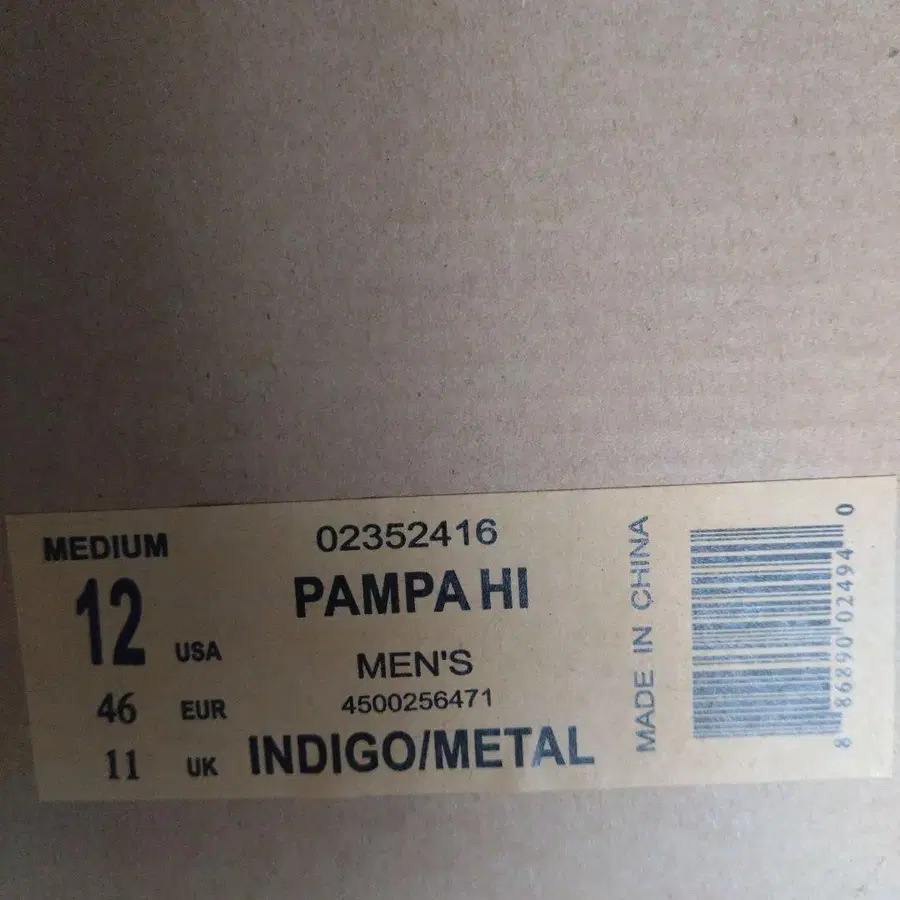 MEDIUM
12 USA
46 EUR
11 UK
02352416
PAMPA HI
MEN'S
4500256471
INDIGO/METAL
MADE IN CHINA
8 86890 02494 0